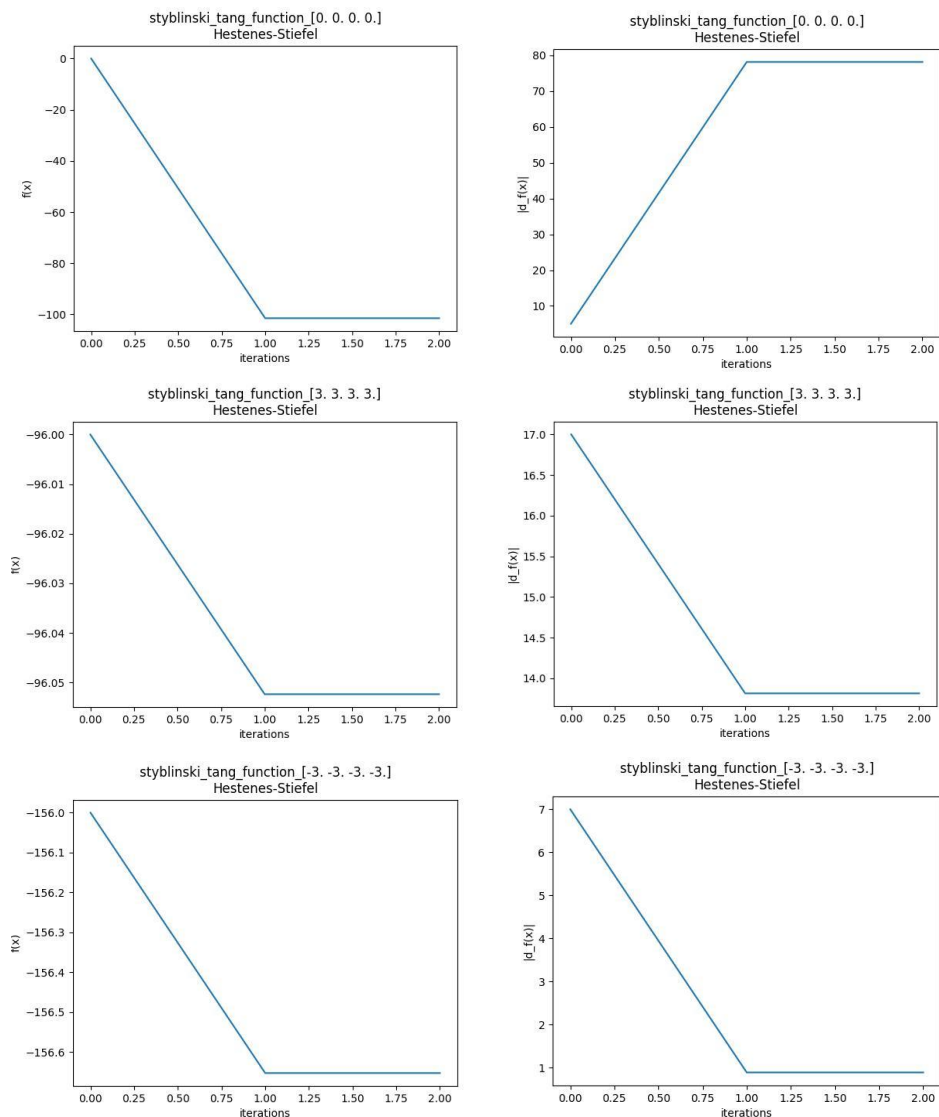 styblinski_tang_function_[0. 0. 0. 0.]
Hestenes-Stiefel
0
−20
−40
−60
−80
−100
f(x)
0.00 0.25 0.50 0.75 1.00 1.25 1.50 1.75 2.00
iterations
styblinski_tang_function_[0. 0. 0. 0.]
Hestenes-Stiefel
80
70
60
50
40
30
20
10
|d_f(x)|
0.00 0.25 0.50 0.75 1.00 1.25 1.50 1.75 2.00
iterations
styblinski_tang_function_[3. 3. 3. 3.]
Hestenes-Stiefel
−96.00
−96.01
−96.02
−96.03
−96.04
−96.05
f(x)
0.00 0.25 0.50 0.75 1.00 1.25 1.50 1.75 2.00
iterations
styblinski_tang_function_[3. 3. 3. 3.]
Hestenes-Stiefel
17.0
16.5
16.0
15.5
15.0
14.5
14.0
|d_f(x)|
0.00 0.25 0.50 0.75 1.00 1.25 1.50 1.75 2.00
iterations
styblinski_tang_function_[-3. -3. -3. -3.]
Hestenes-Stiefel
−156.0
−156.1
−156.2
−156.3
−156.4
−156.5
−156.6
f(x)
0.00 0.25 0.50 0.75 1.00 1.25 1.50 1.75 2.00
iterations
styblinski_tang_function_[-3. -3. -3. -3.]
Hestenes-Stiefel
7
6
5
4
3
2
1
|d_f(x)|
0.00 0.25 0.50 0.75 1.00 1.25 1.50 1.75 2.00
iterations